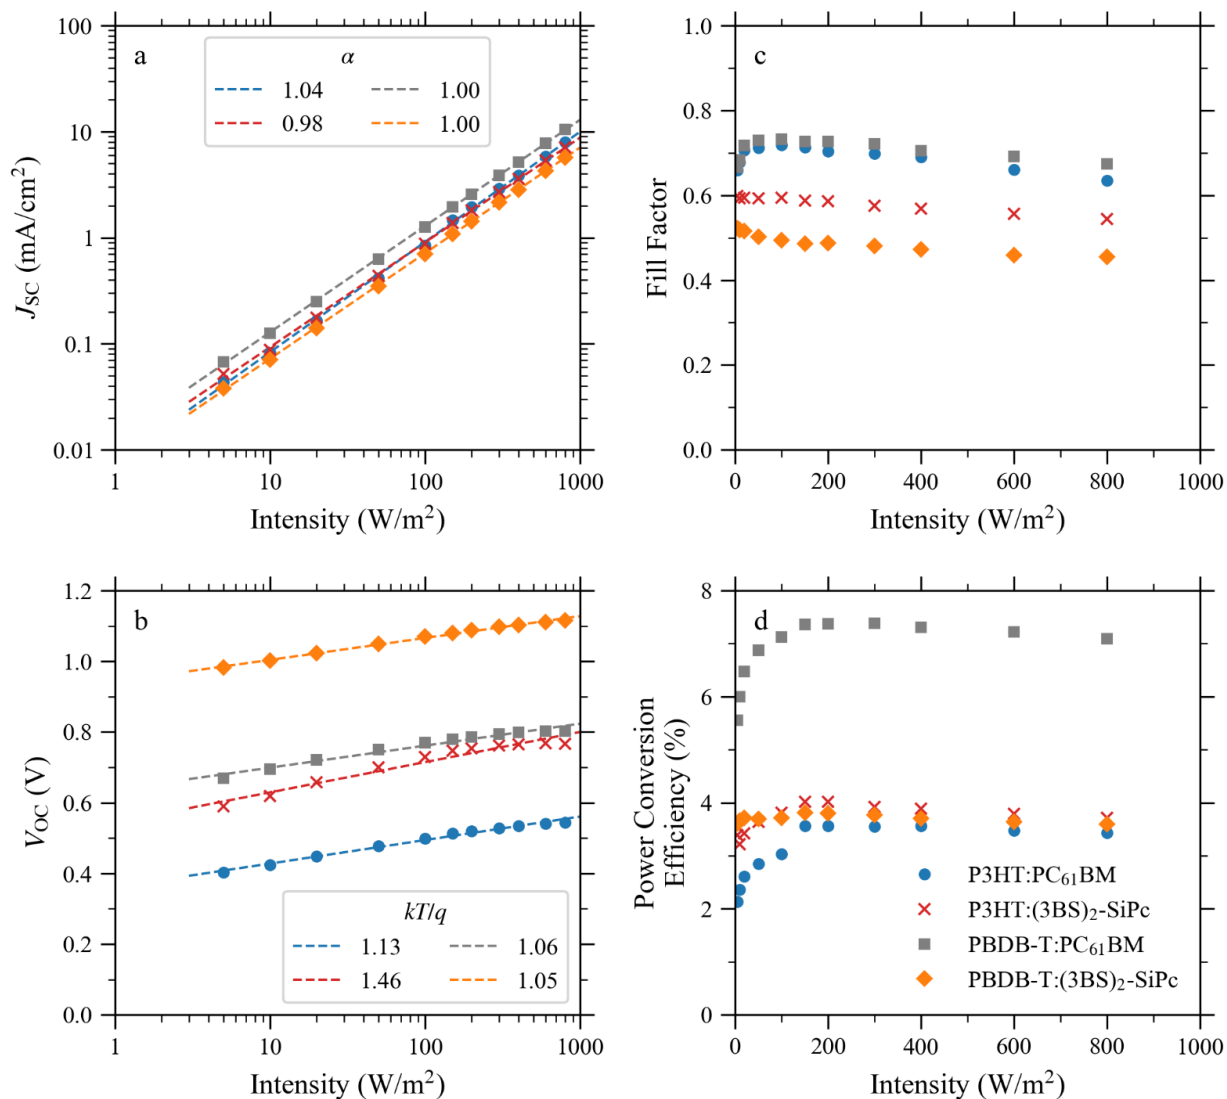 a
α
1.04
1.00
0.98
1.00
100
10
1
0.1
0.01
J_SC (mA/cm²)
1
10
100
1000
Intensity (W/m²)
c
1.0
0.8
0.6
0.4
0.2
0.0
Fill Factor
0
200
400
600
800
1000
Intensity (W/m²)
b
1.2
1.0
0.8
0.6
0.4
0.2
0.0
V_OC (V)
kT/q
1.13
1.06
1.46
1.05
1
10
100
1000
Intensity (W/m²)
d
8
6
4
2
0
Power Conversion
Efficiency (%)
P3HT:PC₆₁BM
P3HT:(3BS)₂-SiPc
PBDB-T:PC₆₁BM
PBDB-T:(3BS)₂-SiPc
0
200
400
600
800
1000
Intensity (W/m²)